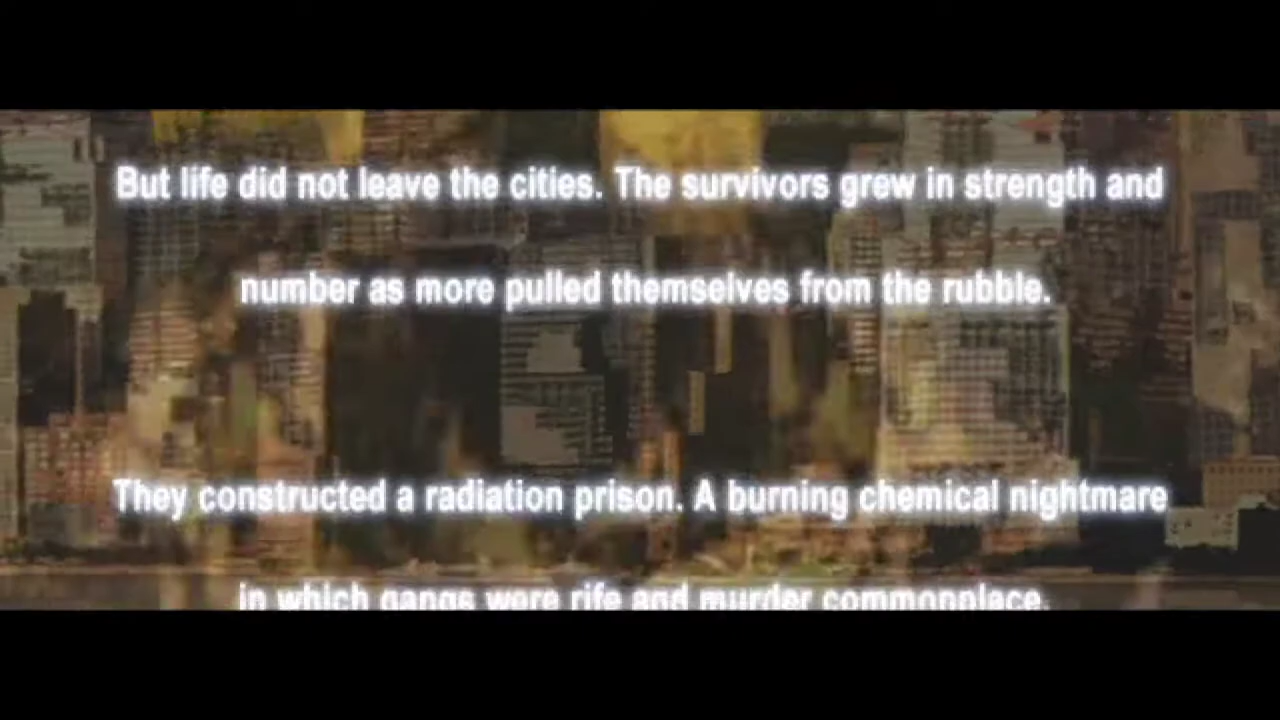 But life did not leave the cities. The survivors grew in strength and
number as more pulled themselves from the rubble.
They constructed a radiation prison. A burning chemical nightmare
in which gangs were rife and murder commonplace.